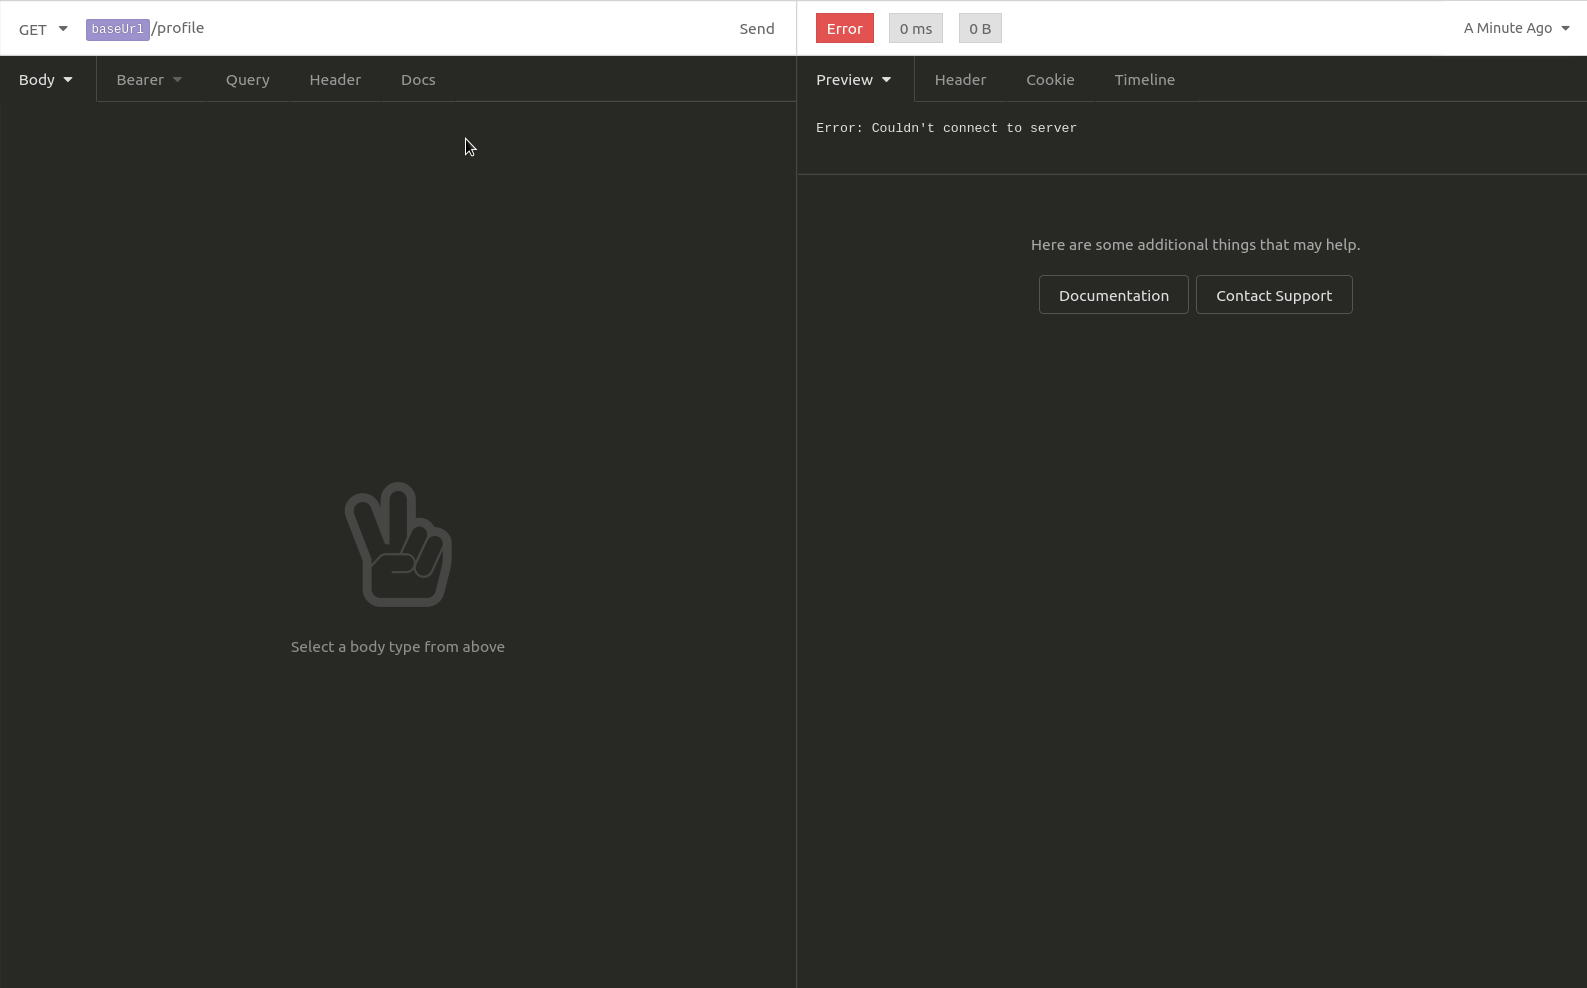 GET baseUrl/profile Send
Error 0 ms 0 B A Minute Ago
Body Bearer Query Header Docs
Preview Header Cookie Timeline
Error: Couldn't connect to server
Here are some additional things that may help.
Documentation Contact Support
Select a body type from above